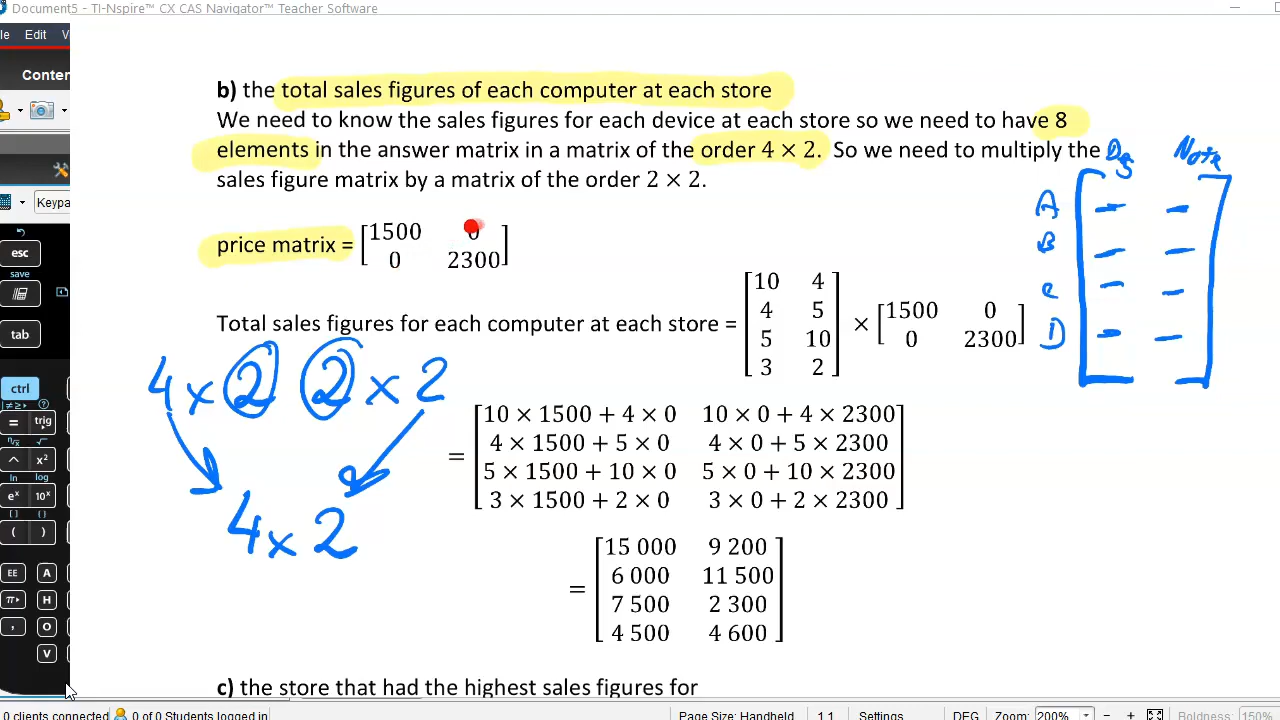 Document5 - TI-Nspire™ CX CAS Navigator™ Teacher Software
le Edit V
Conter
Keypa
esc
save
tab
ctrl
trig
x²
ln log
eˣ 10ˣ
EE A
π▸ H
, O
V
b) the total sales figures of each computer at each store
We need to know the sales figures for each device at each store so we need to have 8
elements in the answer matrix in a matrix of the order 4 × 2. So we need to multiply the
sales figure matrix by a matrix of the order 2 × 2.
price matrix = [1500 0
0 2300]
Total sales figures for each computer at each store =
[10 4
4 5
5 10
3 2]
× [1500 0
0 2300]
= [10 × 1500 + 4 × 0 10 × 0 + 4 × 2300
4 × 1500 + 5 × 0 4 × 0 + 5 × 2300
5 × 1500 + 10 × 0 5 × 0 + 10 × 2300
3 × 1500 + 2 × 0 3 × 0 + 2 × 2300]
= [15 000 9 200
6 000 11 500
7 500 2 300
4 500 4 600]
4 x 2 2 x 2
4 x 2
A
B
C
D
c) the store that had the highest sales figures for
0 clients connected 0 of 0 Students logged in
Page Size: Handheld 1.1 Settings DEG Zoom: 200% − + Boldness: 150%